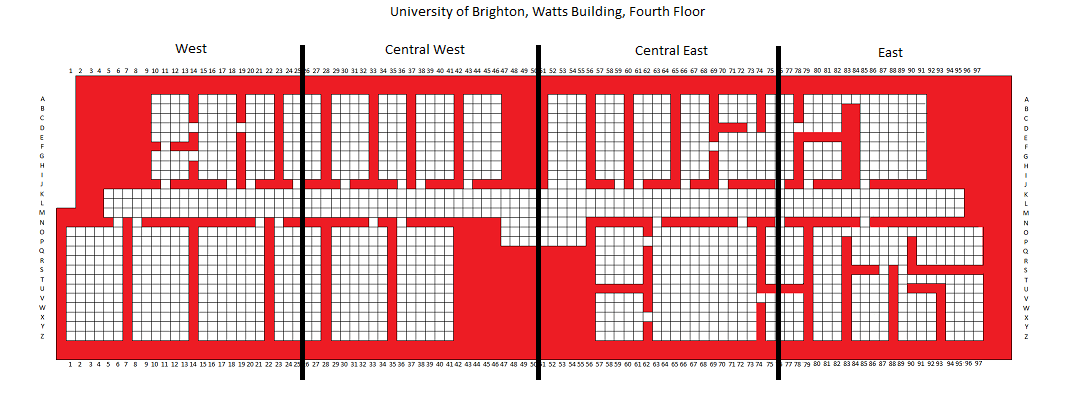 University of Brighton, Watts Building, Fourth Floor
West Central West Central East East
1 2 3 4 5 6 7 8 9 10 11 12 13 14 15 16 17 18 19 20 21 22 23 24 25 26 27 28 29 30 31 32 33 34 35 36 37 38 39 40 41 42 43 44 45 46 47 48 49 50 51 52 53 54 55 56 57 58 59 60 61 62 63 64 65 66 67 68 69 70 71 72 73 74 75 76 77 78 79 80 81 82 83 84 85 86 87 88 89 90 91 92 93 94 95 96 97
A A
B B
C C
D D
E E
F F
G G
H H
I I
J J
K K
L L
M M
N N
O O
P P
Q Q
R R
S S
T T
U U
V V
W W
X X
Y Y
Z Z
1 2 3 4 5 6 7 8 9 10 11 12 13 14 15 16 17 18 19 20 21 22 23 24 25 26 27 28 29 30 31 32 33 34 35 36 37 38 39 40 41 42 43 44 45 46 47 48 49 50 51 52 53 54 55 56 57 58 59 60 61 62 63 64 65 66 67 68 69 70 71 72 73 74 75 76 77 78 79 80 81 82 83 84 85 86 87 88 89 90 91 92 93 94 95 96 97